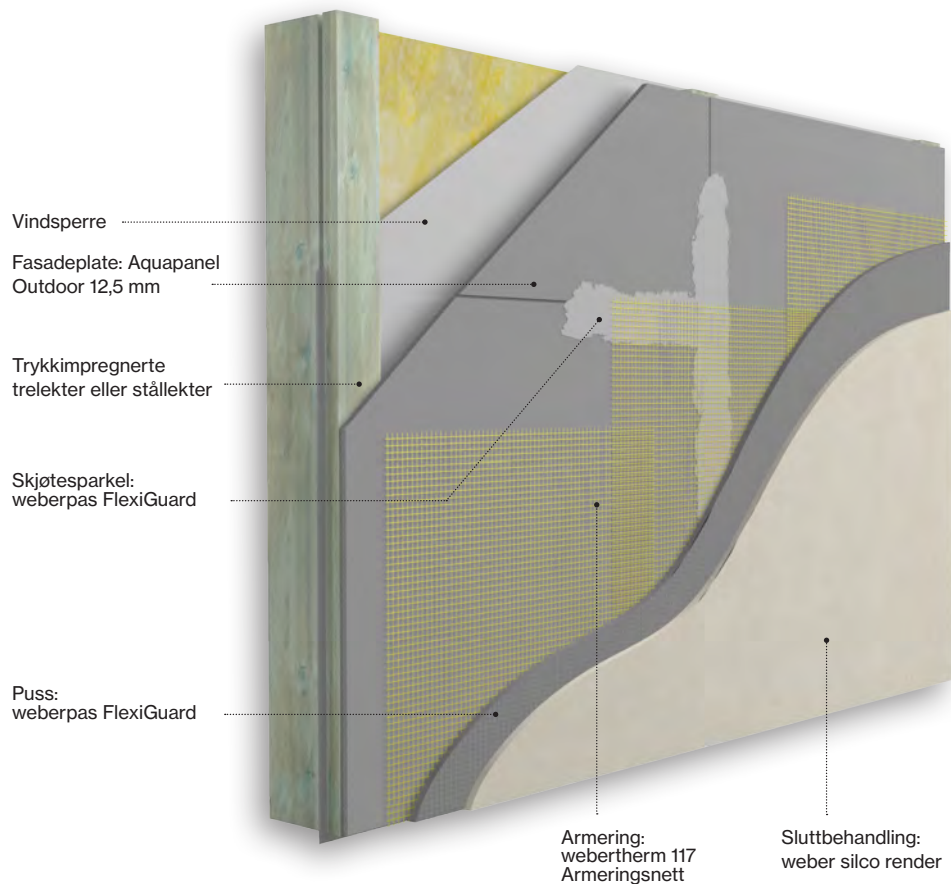 Vindsperre
Fasadeplate: Aquapanel
Outdoor 12,5 mm
Trykkimpregnerte
trelekter eller stållekter
Skjøtesparkel:
weberpas FlexiGuard
Puss:
weberpas FlexiGuard
Armering:
webertherm 117
Armeringsnett
Sluttbehandling:
weber silco render